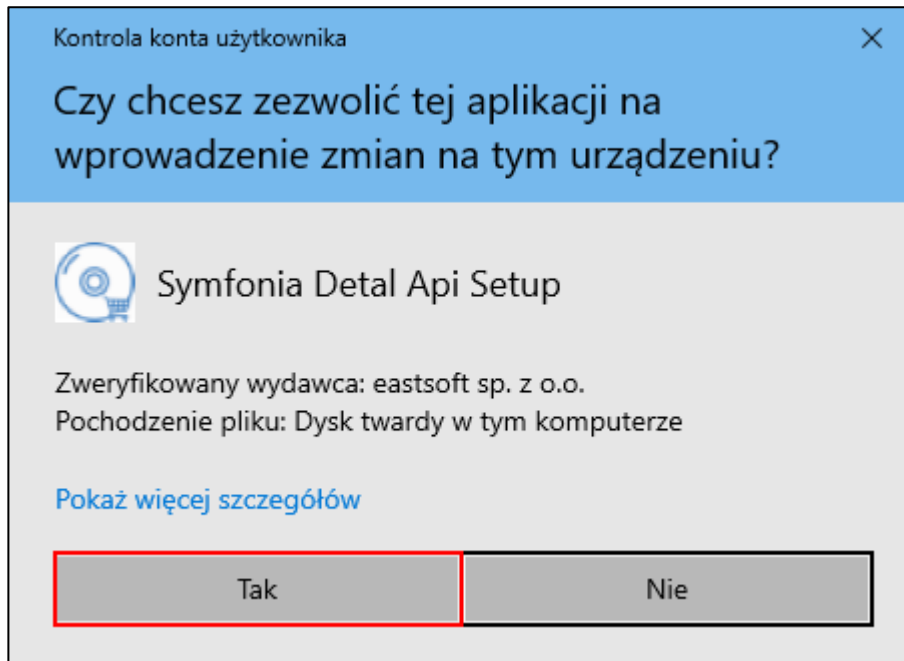 Kontrola konta użytkownika
Czy chcesz zezwolić tej aplikacji na
wprowadzenie zmian na tym urządzeniu?
Symfonia Detal Api Setup
Zweryfikowany wydawca: eastsoft sp. z o.o.
Pochodzenie pliku: Dysk twardy w tym komputerze
Pokaż więcej szczegółów
Tak
Nie